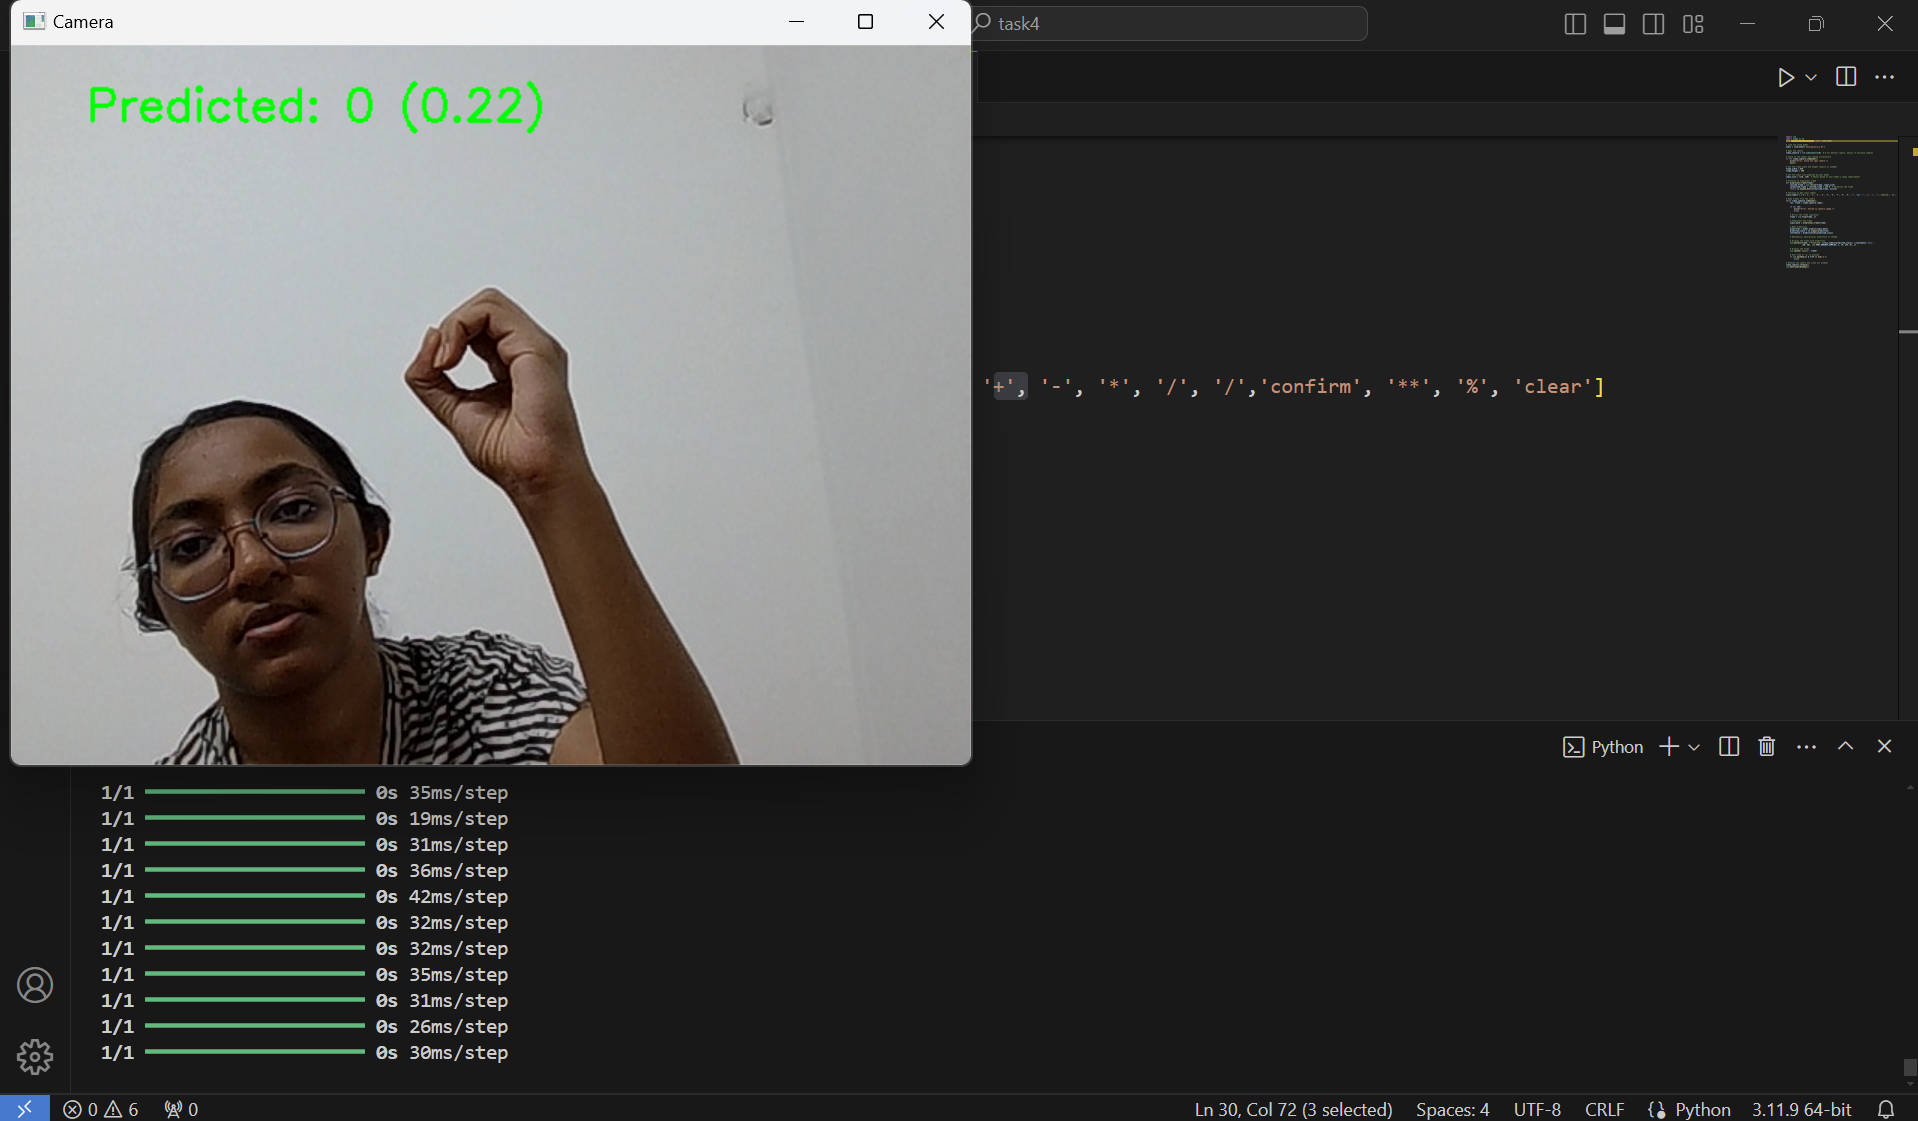 Camera
task4
Predicted: 0 (0.22)
'+', '-', '*', '/', '/','confirm', '**', '%', 'clear']
Python
1/1 0s 35ms/step
1/1 0s 19ms/step
1/1 0s 31ms/step
1/1 0s 36ms/step
1/1 0s 42ms/step
1/1 0s 32ms/step
1/1 0s 32ms/step
1/1 0s 35ms/step
1/1 0s 31ms/step
1/1 0s 26ms/step
1/1 0s 30ms/step
0 6 0 Ln 30, Col 72 (3 selected) Spaces: 4 UTF-8 CRLF Python 3.11.9 64-bit